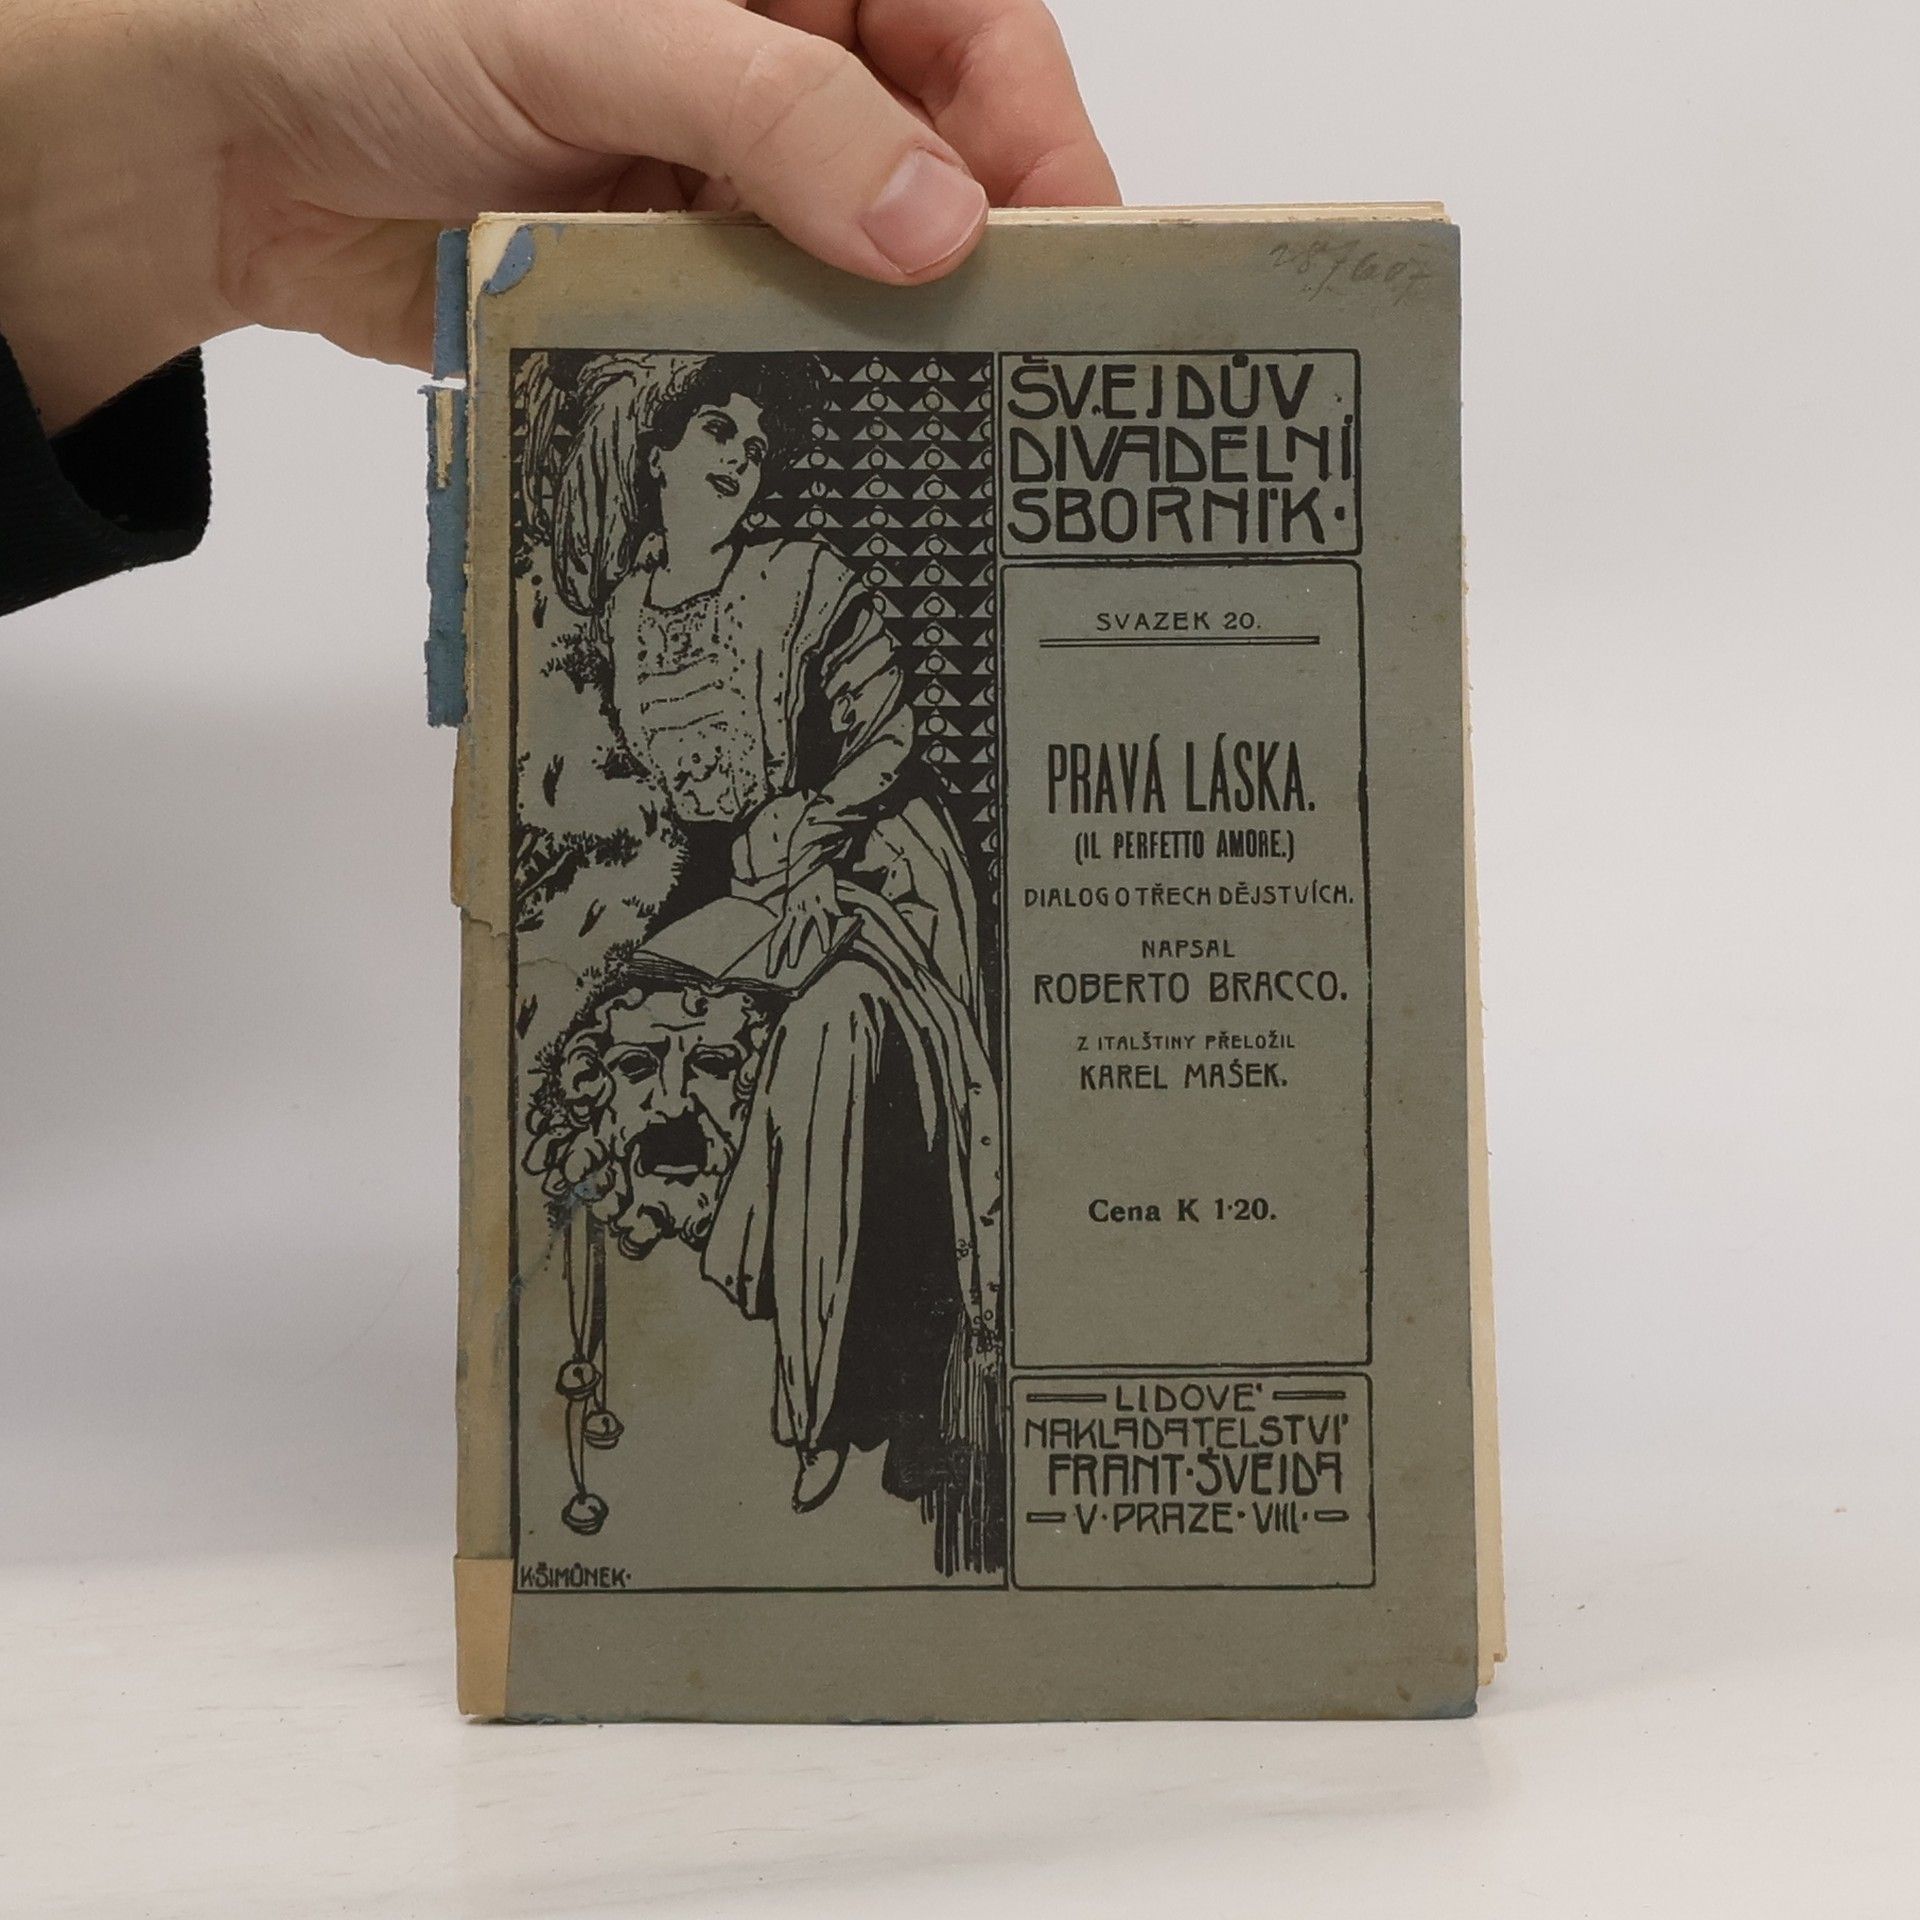 287607
ŠVEJDŮV
DIVADELNÍ
SBORNÍK·
SVAZEK 20.
PRAVÁ LÁSKA.
(IL PERFETTO AMORE.)
DIALOG O TŘECH DĚJSTVÍCH.
NAPSAL
ROBERTO BRACCO.
Z ITALŠTINY PŘELOŽIL
KAREL MAŠEK.
Cena K 1·20.
LIDOVÉ
NAKLADATELSTVÍ
FRANT·ŠVEJDA
V·PRAZE·VIII·
K·ŠIMŮNEK·